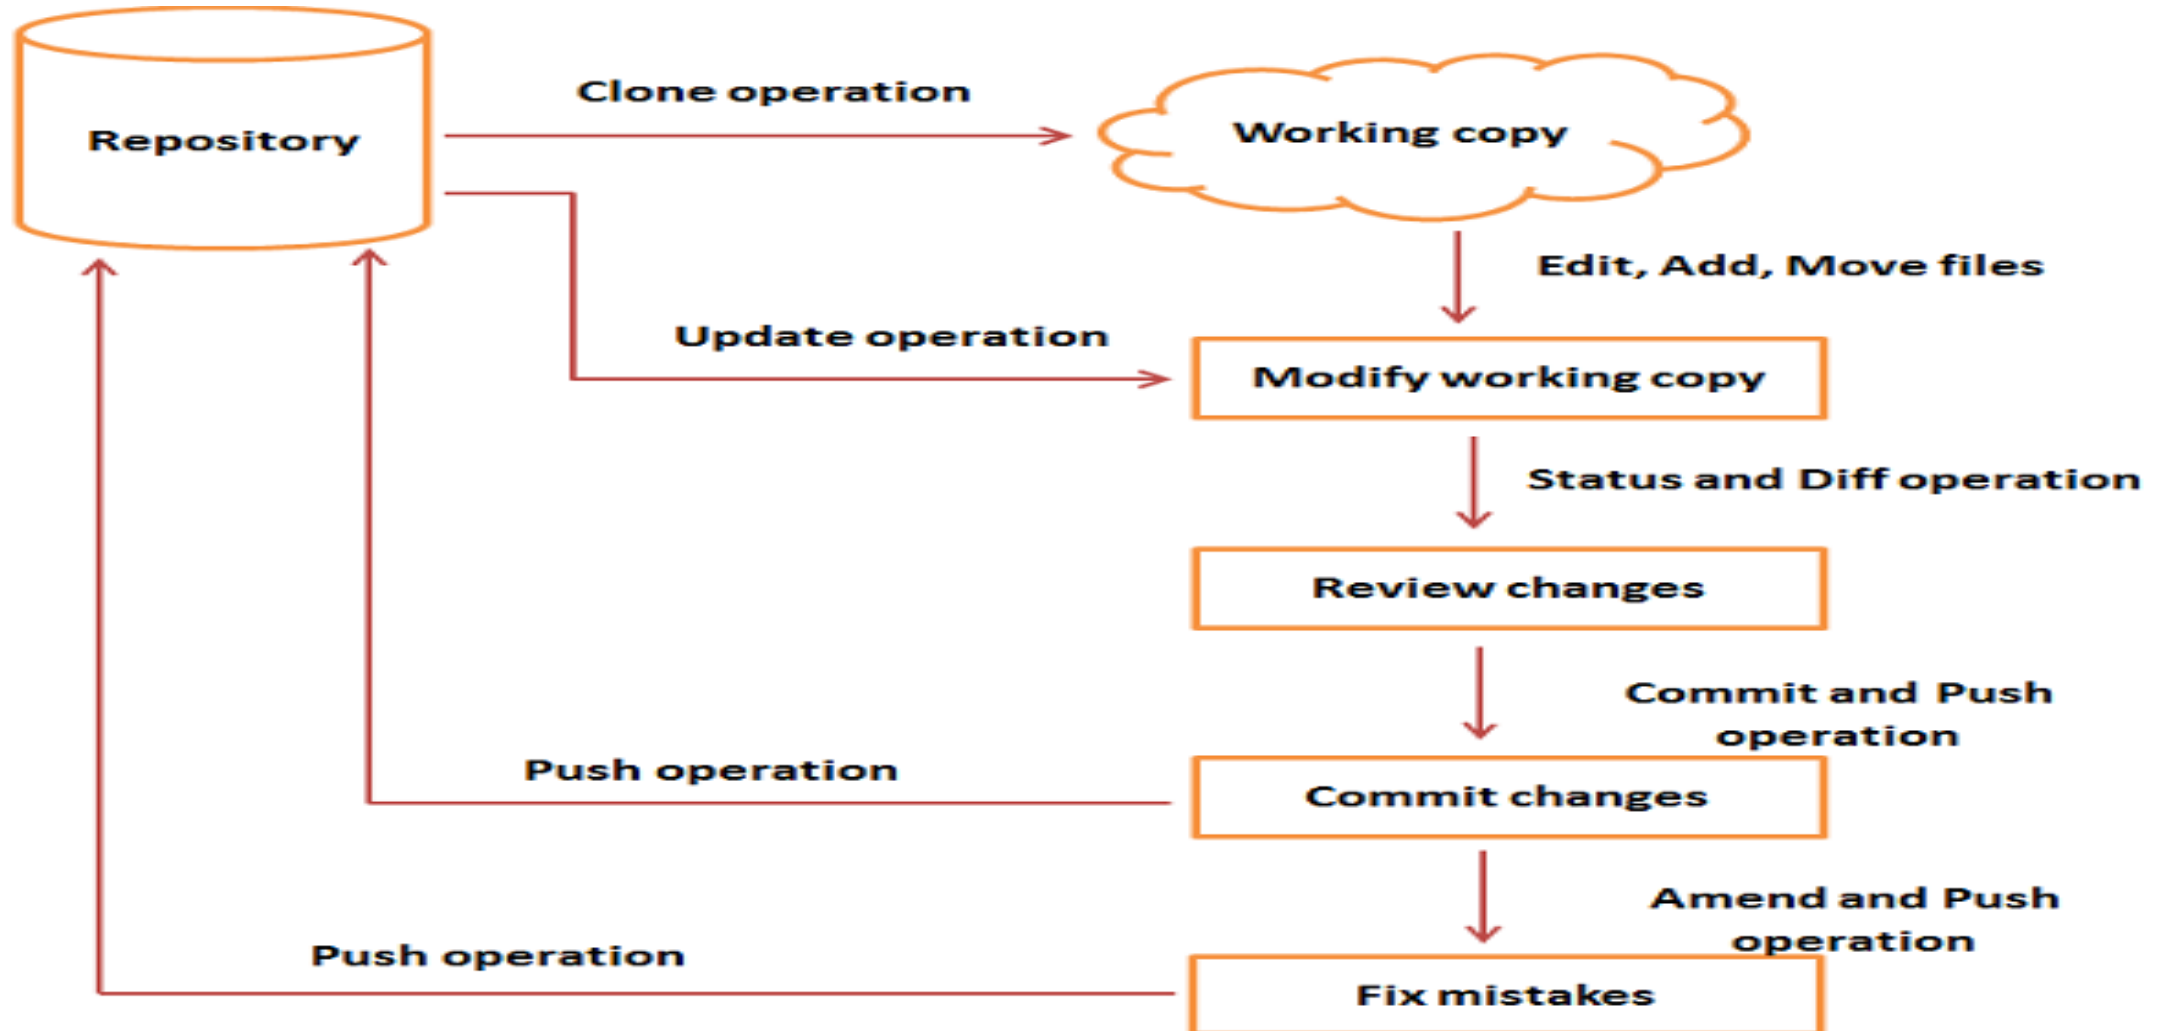 Clone operation
Repository
Working copy
Edit, Add, Move files
Update operation
Modify working copy
Status and Diff operation
Review changes
Commit and Push
operation
Push operation
Commit changes
Amend and Push
operation
Push operation
Fix mistakes